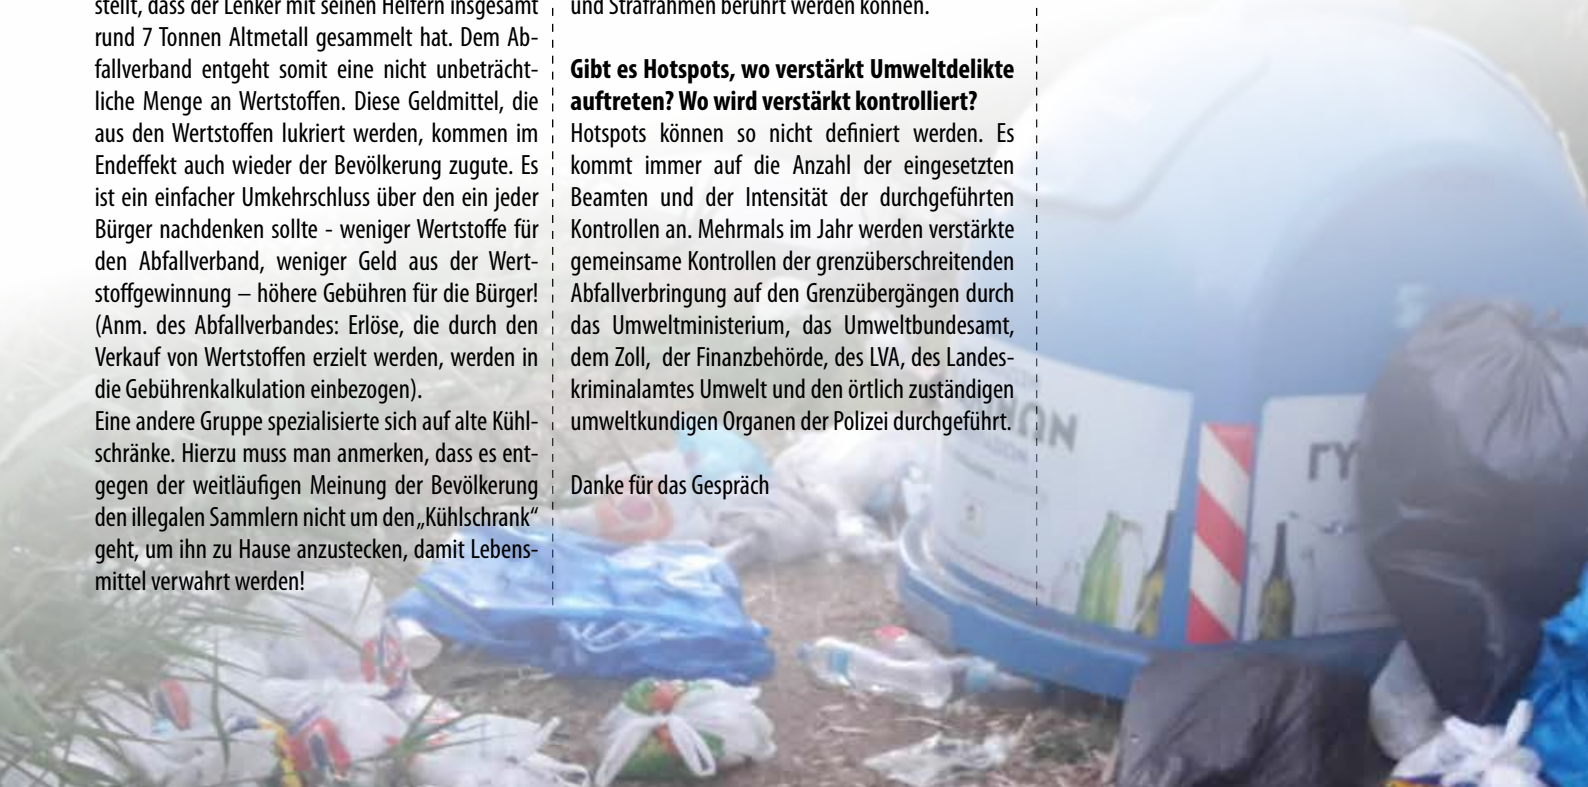 stellt, dass der Lenker mit seinen Helfern insgesamt
rund 7 Tonnen Altmetall gesammelt hat. Dem Ab-
fallverband entgeht somit eine nicht unbeträcht-
liche Menge an Wertstoffen. Diese Geldmittel, die
aus den Wertstoffen lukriert werden, kommen im
Endeffekt auch wieder der Bevölkerung zugute. Es
ist ein einfacher Umkehrschluss über den ein jeder
Bürger nachdenken sollte - weniger Wertstoffe für
den Abfallverband, weniger Geld aus der Wert-
stoffgewinnung – höhere Gebühren für die Bürger!
(Anm. des Abfallverbandes: Erlöse, die durch den
Verkauf von Wertstoffen erzielt werden, werden in
die Gebührenkalkulation einbezogen).
Eine andere Gruppe spezialisierte sich auf alte Kühl-
schränke. Hierzu muss man anmerken, dass es ent-
gegen der weitläufigen Meinung der Bevölkerung
den illegalen Sammlern nicht um den „Kühlschrank“
geht, um ihn zu Hause anzustecken, damit Lebens-
mittel verwahrt werden!
und Strafrahmen berührt werden können.
Gibt es Hotspots, wo verstärkt Umweltdelikte
auftreten? Wo wird verstärkt kontrolliert?
Hotspots können so nicht definiert werden. Es
kommt immer auf die Anzahl der eingesetzten
Beamten und der Intensität der durchgeführten
Kontrollen an. Mehrmals im Jahr werden verstärkte
gemeinsame Kontrollen der grenzüberschreitenden
Abfallverbringung auf den Grenzübergängen durch
das Umweltministerium, das Umweltbundesamt,
dem Zoll, der Finanzbehörde, des LVA, des Landes-
kriminalamtes Umwelt und den örtlich zuständigen
umweltkundigen Organen der Polizei durchgeführt.
Danke für das Gespräch